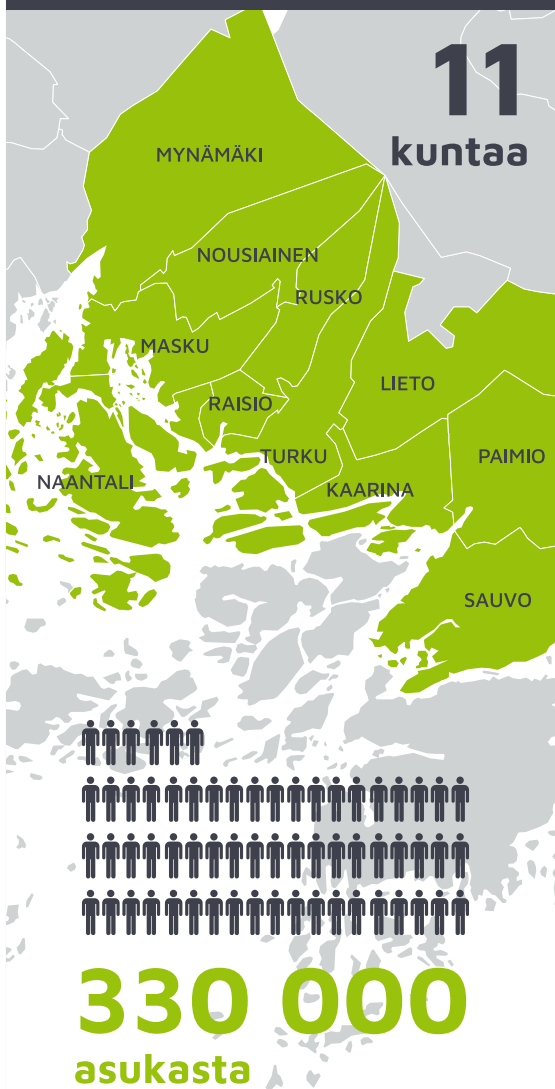 11
kuntaa
MYNÄMÄKI
NOUSIAINEN
RUSKO
MASKU
LIETO
RAISIO
TURKU
PAIMIO
NAANTALI
KAARINA
SAUVO
330 000
asukasta